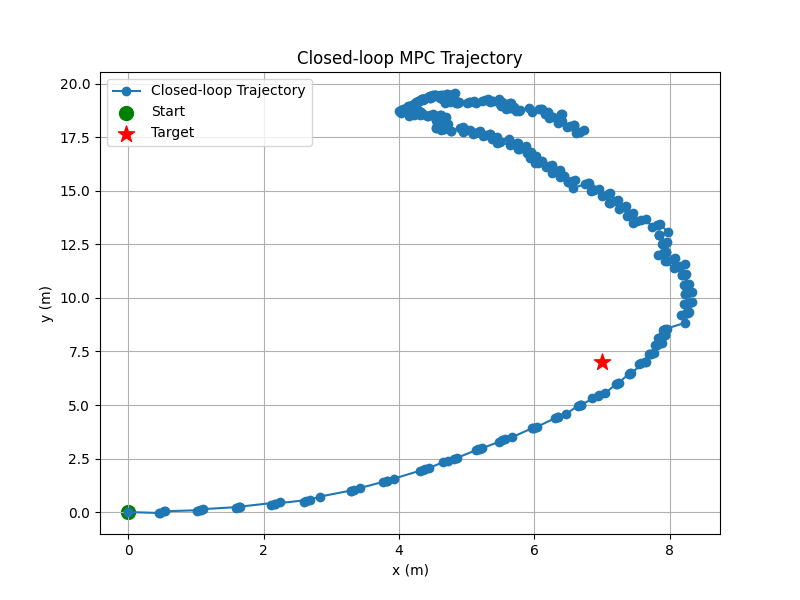 Closed-loop MPC Trajectory
Closed-loop Trajectory
Start
Target
20.0
17.5
15.0
12.5
10.0
7.5
5.0
2.5
0.0
y (m)
0 2 4 6 8
x (m)